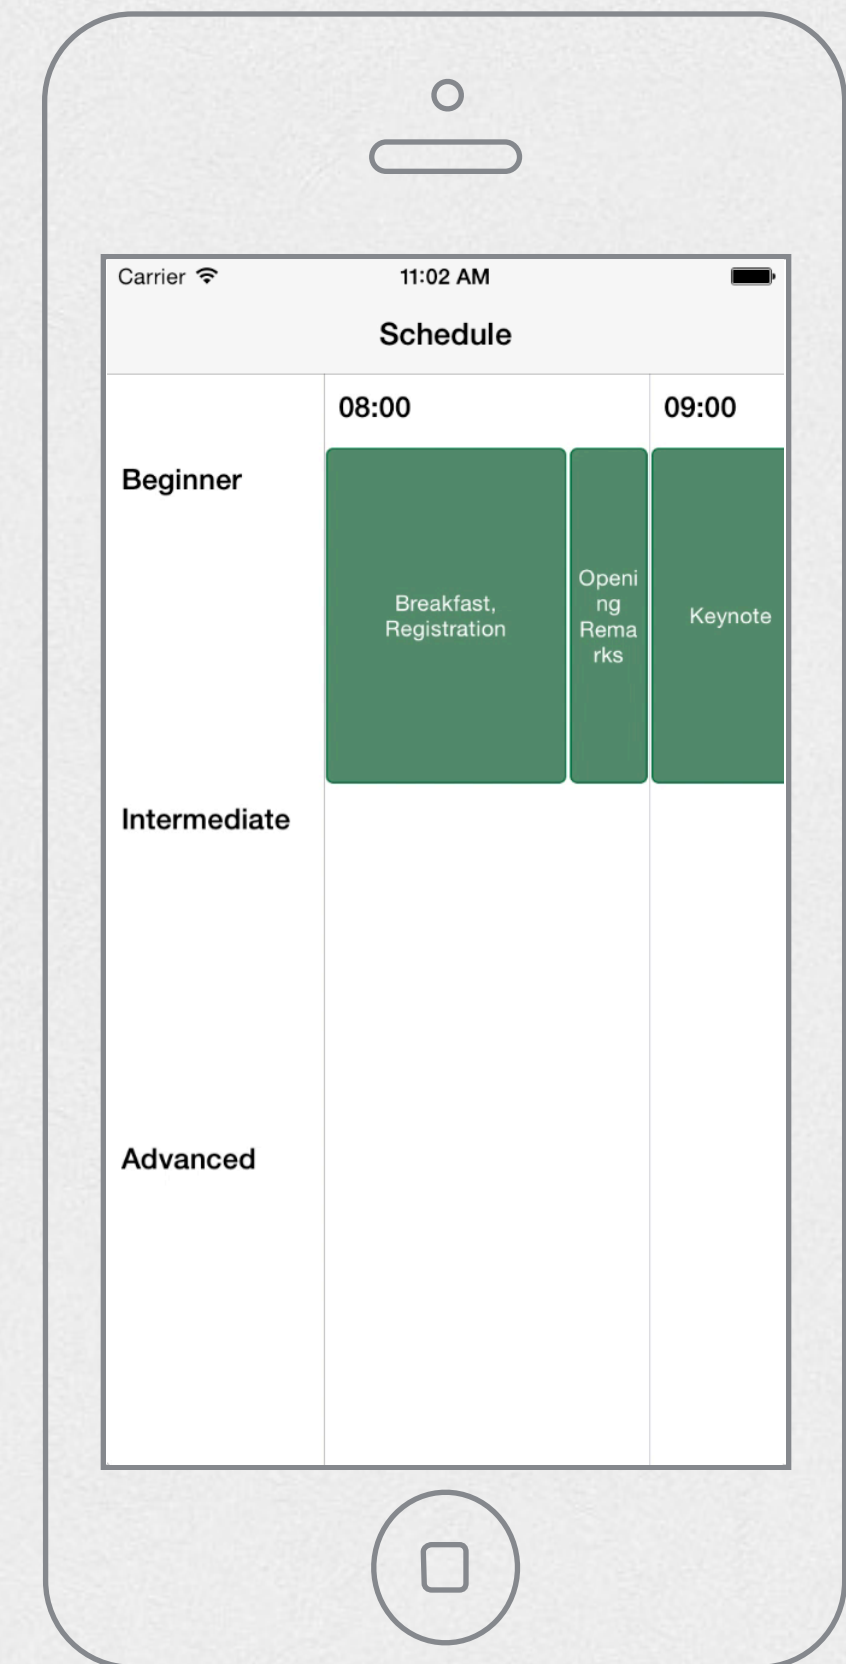 Carrier
11:02 AM
Schedule
08:00
09:00
Beginner
Breakfast,
Registration
Openi
ng
Rema
rks
Keynote
Intermediate
Advanced